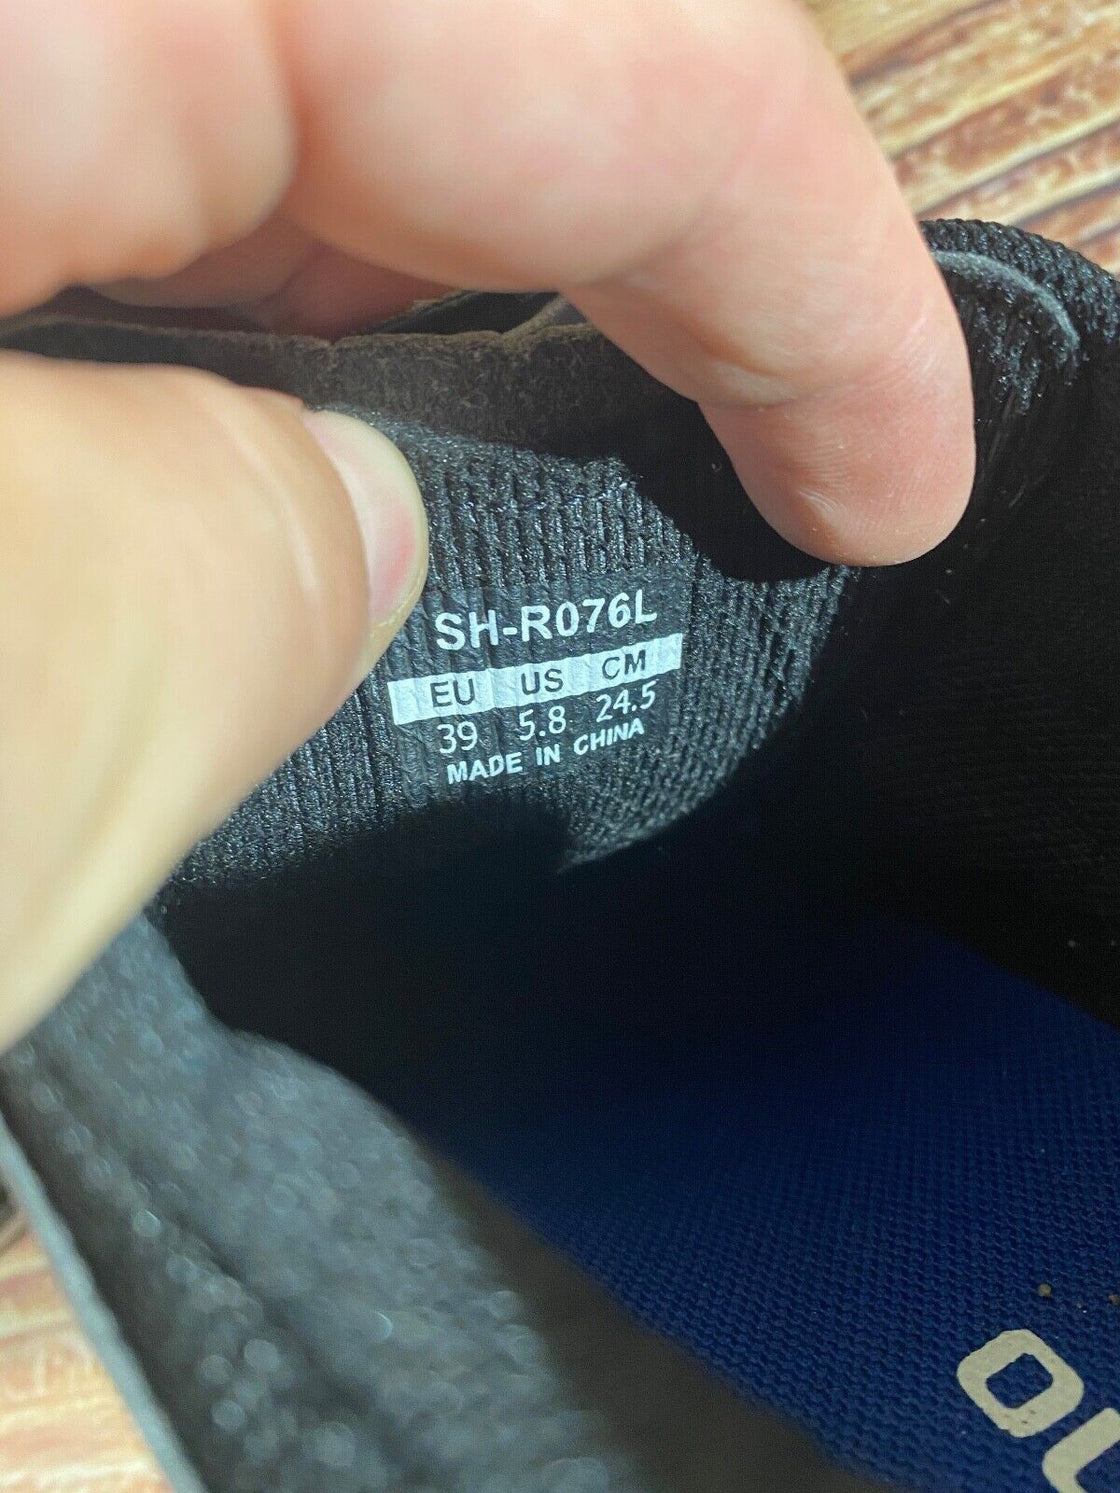 SH-R076L
EU US CM
39 5.8 24.5
MADE IN CHINA